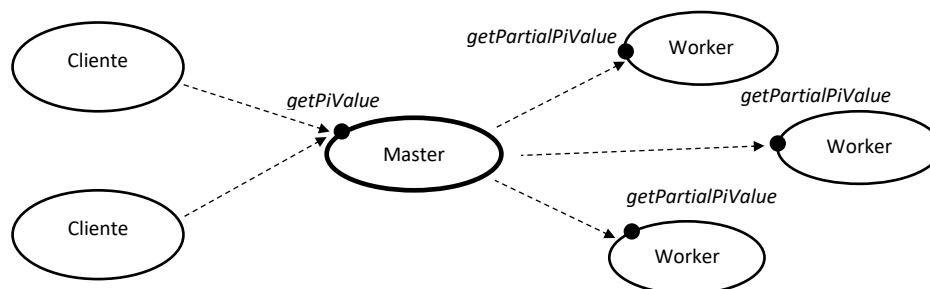 getPartialPiValue
Worker
Cliente
getPiValue
getPartialPiValue
Master
Worker
getPartialPiValue
Cliente
Worker